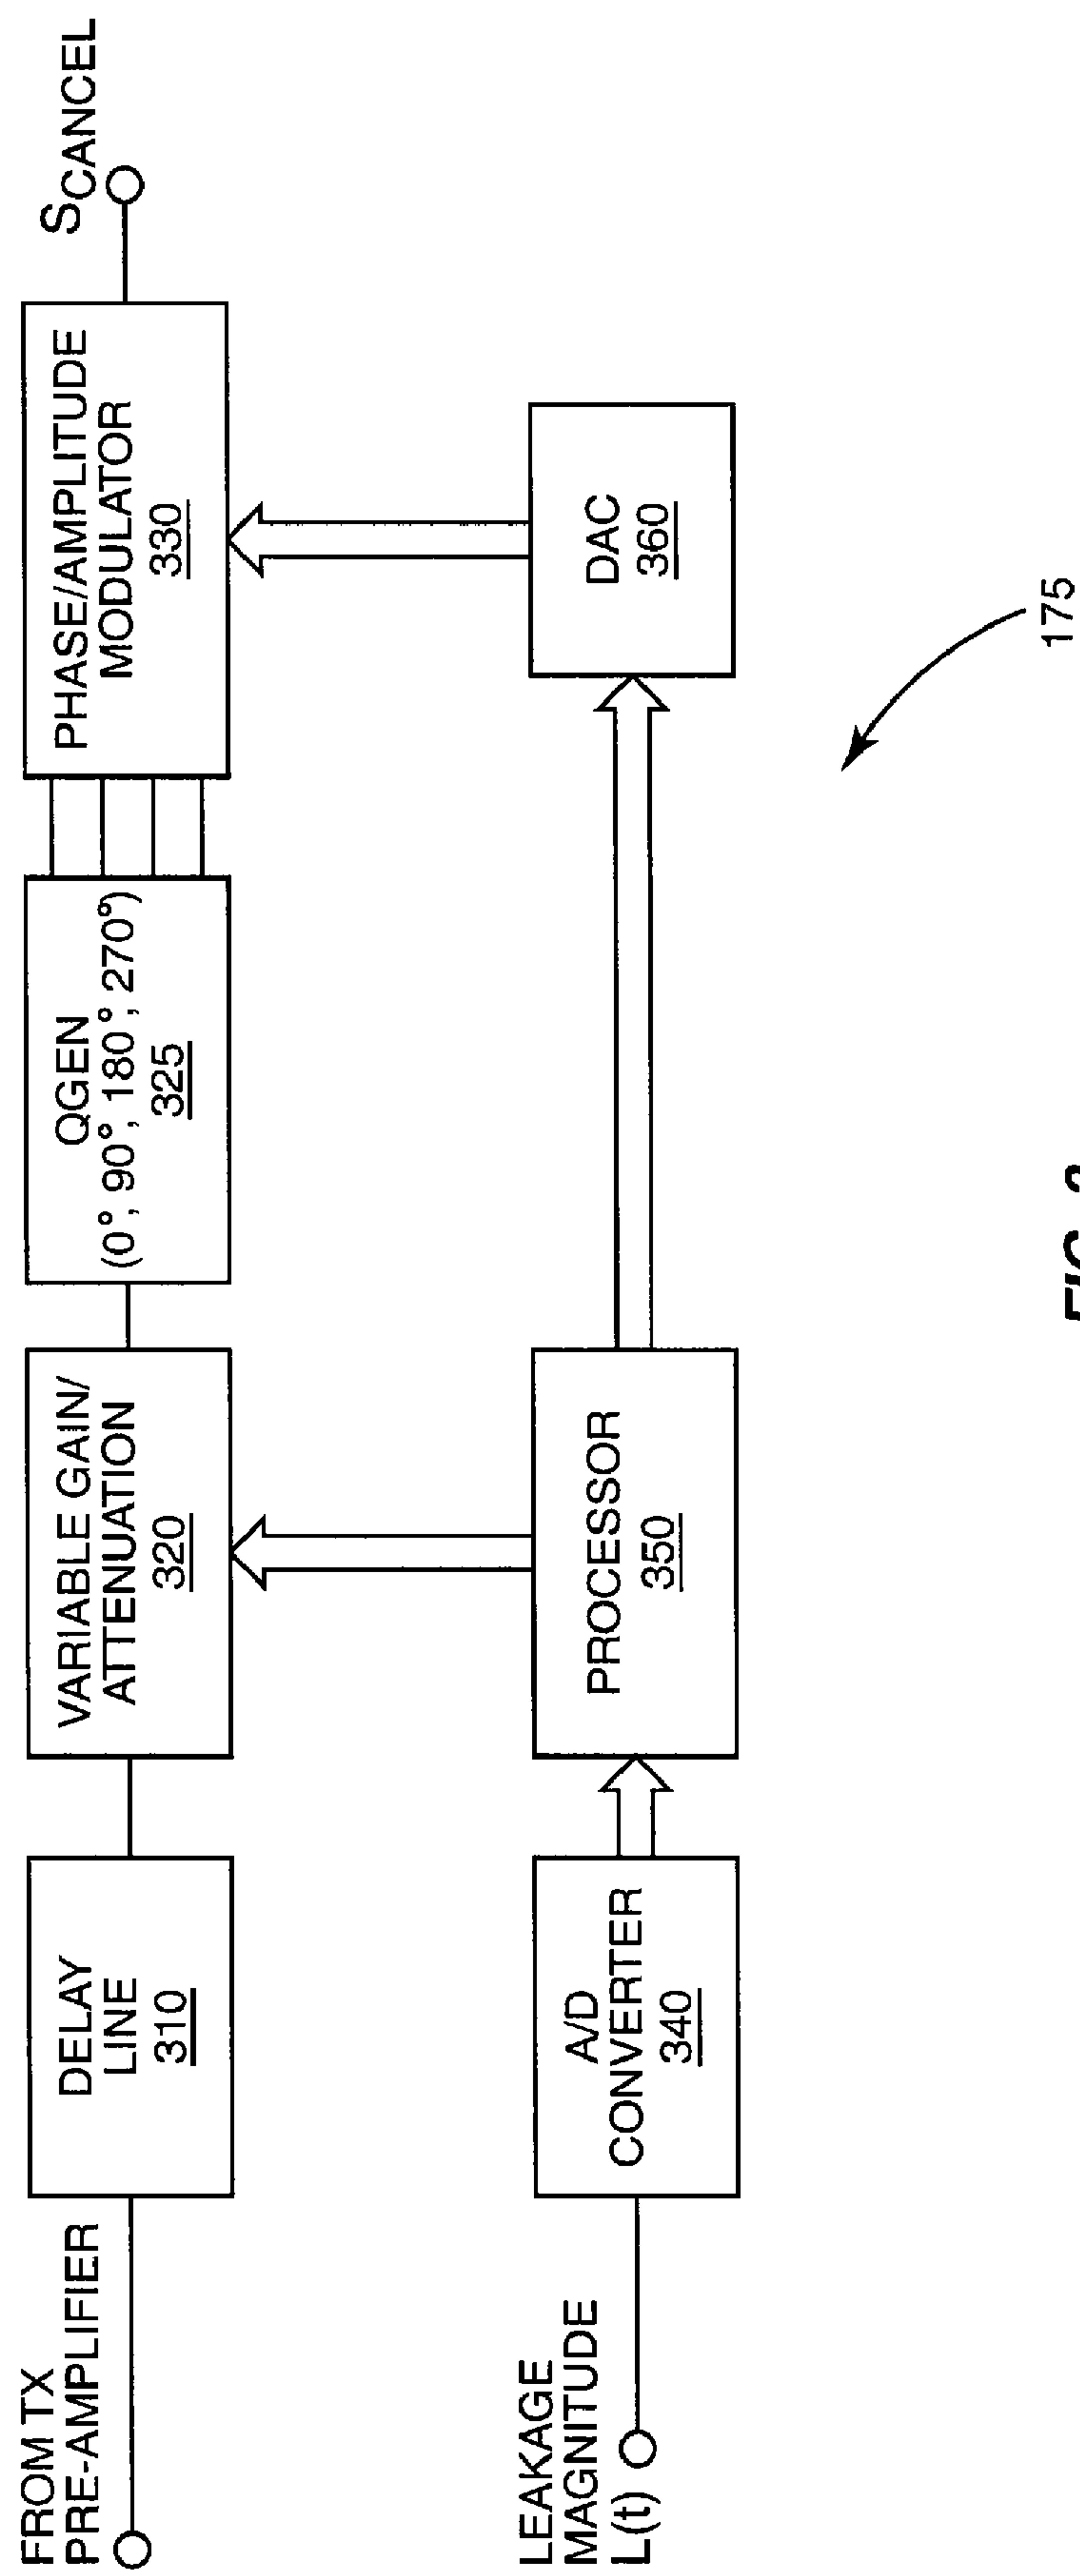 FROM TX
PRE-AMPLIFIER
DELAY
LINE
310
VARIABLE GAIN/
ATTENUATION
320
QGEN
(0°, 90°, 180°, 270°)
325
PHASE/AMPLITUDE
MODULATOR
330
SCANCEL
LEAKAGE
MAGNITUDE
L(t)
A/D
CONVERTER
340
PROCESSOR
350
DAC
360
175
FIG.